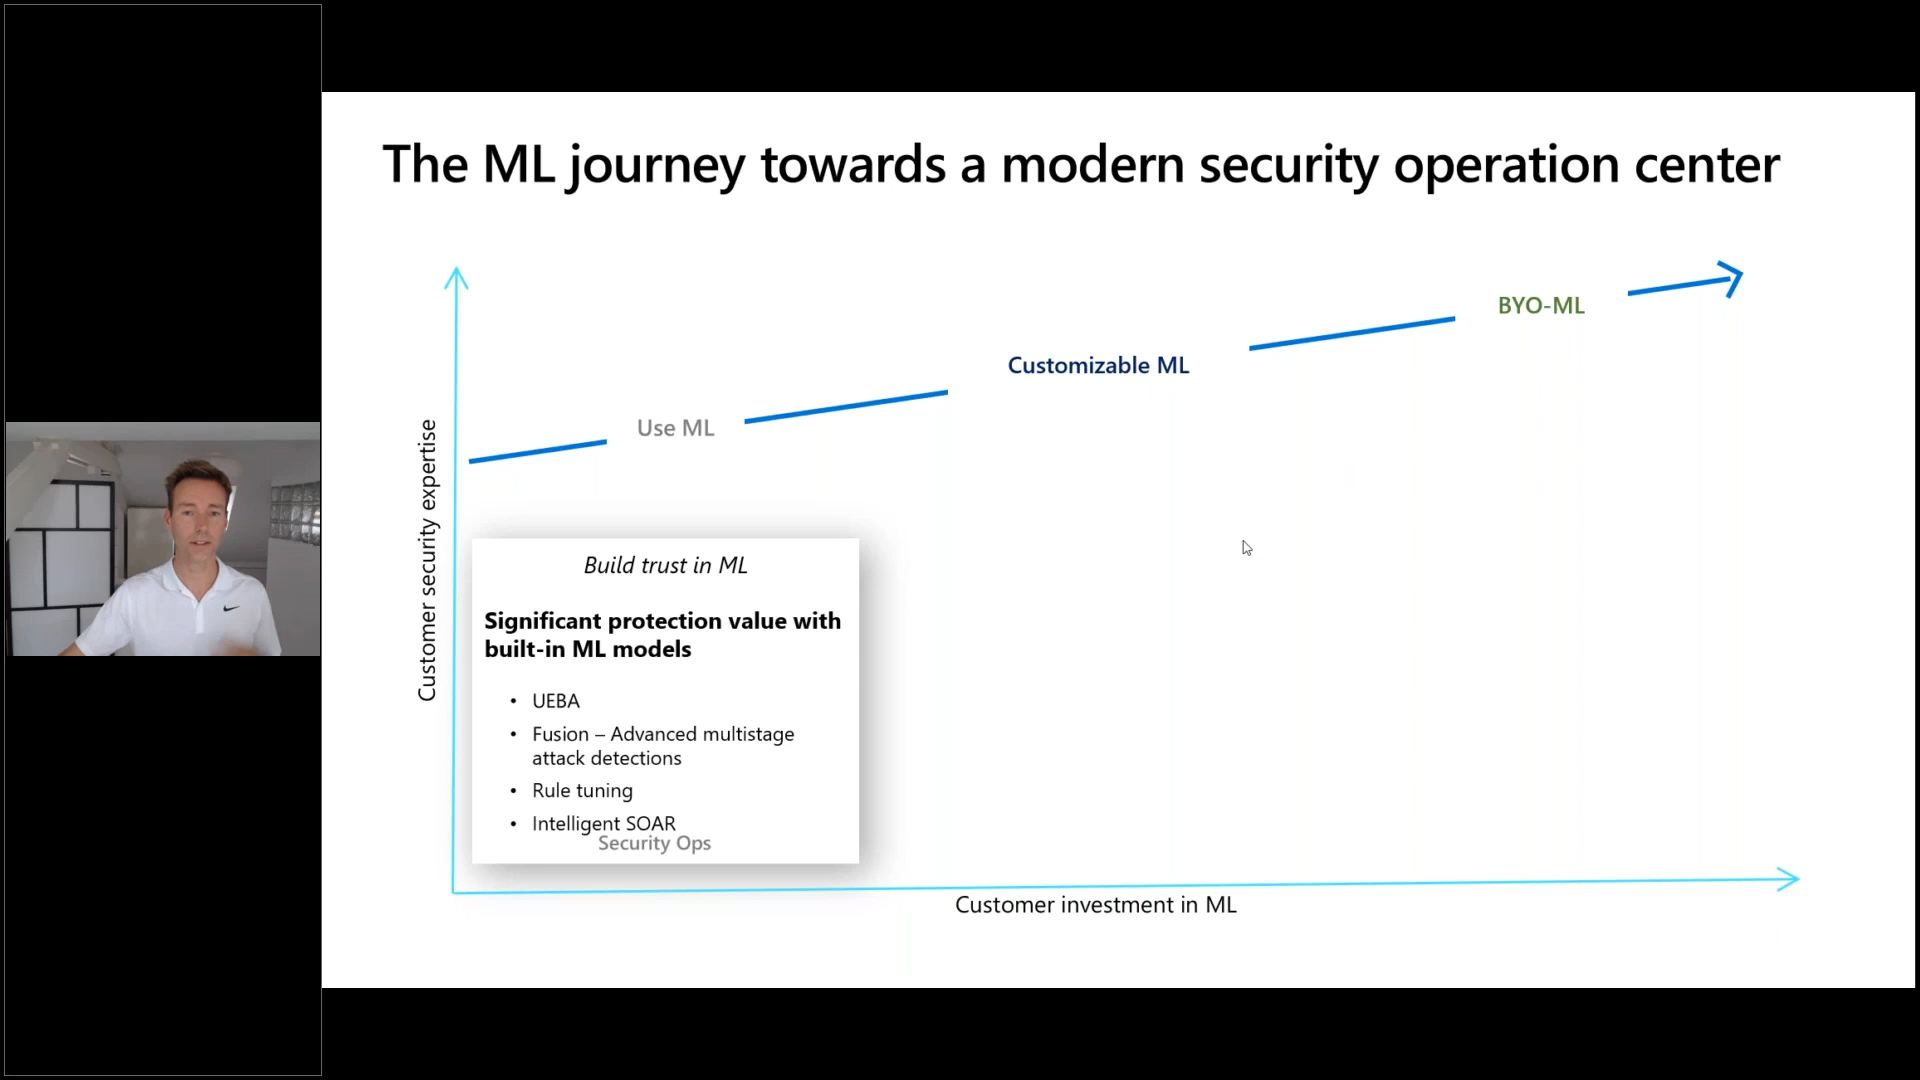 The ML journey towards a modern security operation center
BYO-ML
Customizable ML
Use ML
Customer security expertise
Build trust in ML
Significant protection value with
built-in ML models
• UEBA
• Fusion – Advanced multistage
attack detections
• Rule tuning
• Intelligent SOAR
Security Ops
Customer investment in ML